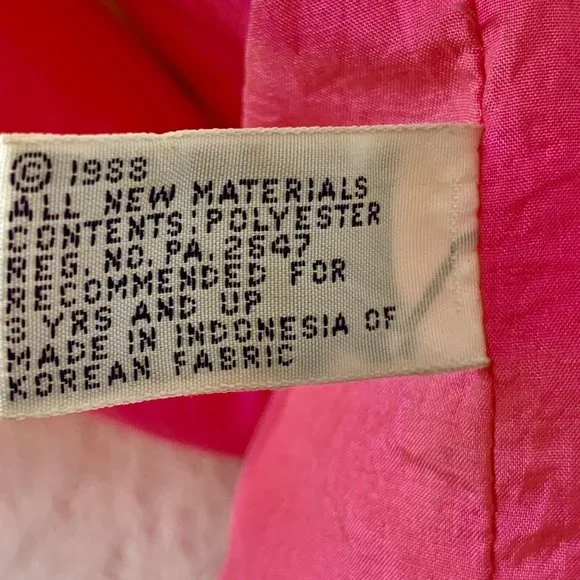 © 1988
ALL NEW MATERIALS
CONTENTS:POLYESTER
REG. NO. PA. 2647
RECOMMENDED FOR
3 YRS AND UP
MADE IN INDONESIA OF
KOREAN FABRIC